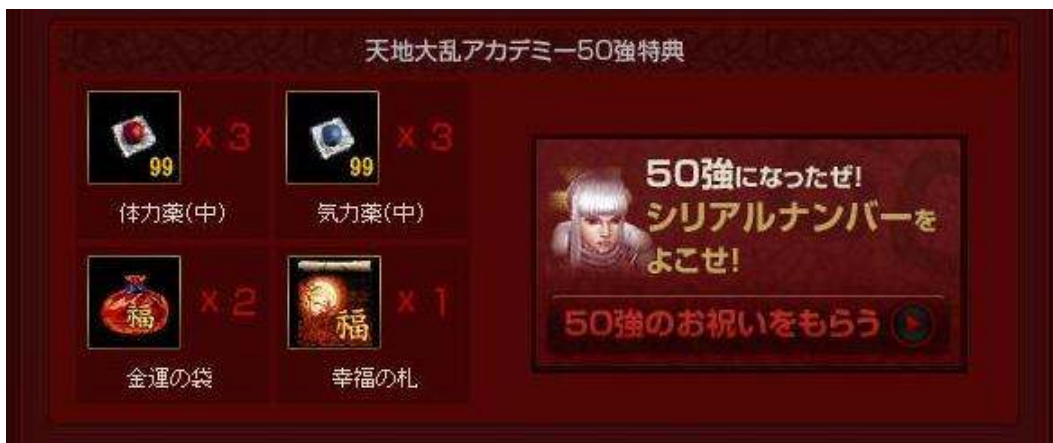 天地大乱アカデミー50強特典
99 x 3
99 x 3
体力薬(中)
気力薬(中)
福 x 2
福 x 1
金運の袋
幸福の札
50強になったぜ!
シリアルナンバーを
よこせ!
50強のお祝いをもらう